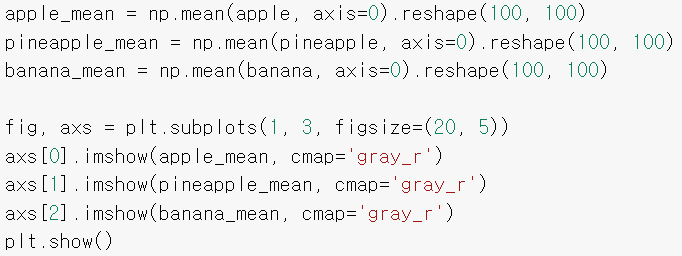 apple_mean = np.mean(apple, axis=0).reshape(100, 100)
pineapple_mean = np.mean(pineapple, axis=0).reshape(100, 100)
banana_mean = np.mean(banana, axis=0).reshape(100, 100)

fig, axs = plt.subplots(1, 3, figsize=(20, 5))
axs[0].imshow(apple_mean, cmap='gray_r')
axs[1].imshow(pineapple_mean, cmap='gray_r')
axs[2].imshow(banana_mean, cmap='gray_r')
plt.show()